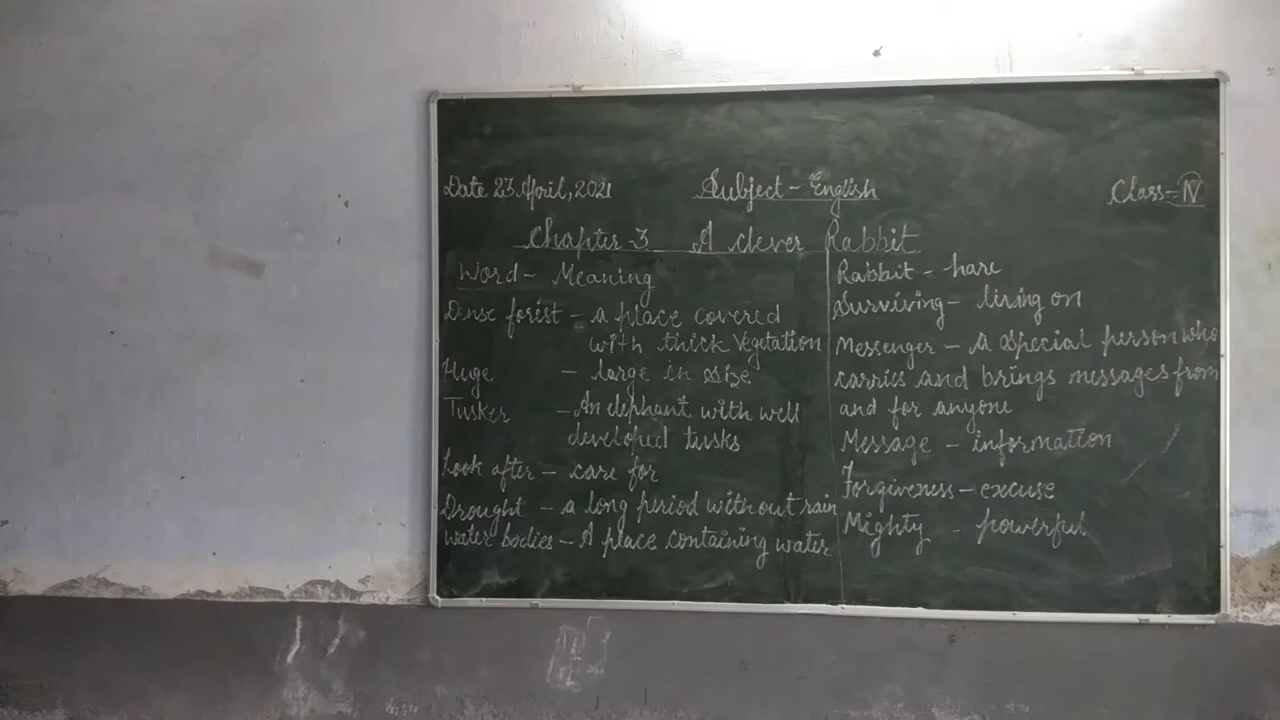 Date 23 April, 2021
Subject - English
Class - IV
Chapter-3 A clever Rabbit
Word - Meaning
Dense forest - a place covered
with thick Vegetation
Huge - large in size
Tusker - An elephant with well
developed tusks
Look after - care for
Drought - a long period without rain
water bodies - A place containing water
Rabbit - hare
Surviving - living on
Messenger - A special person who
carries and brings messages from
and for anyone
Message - information
Forgiveness - excuse
Mighty - powerful